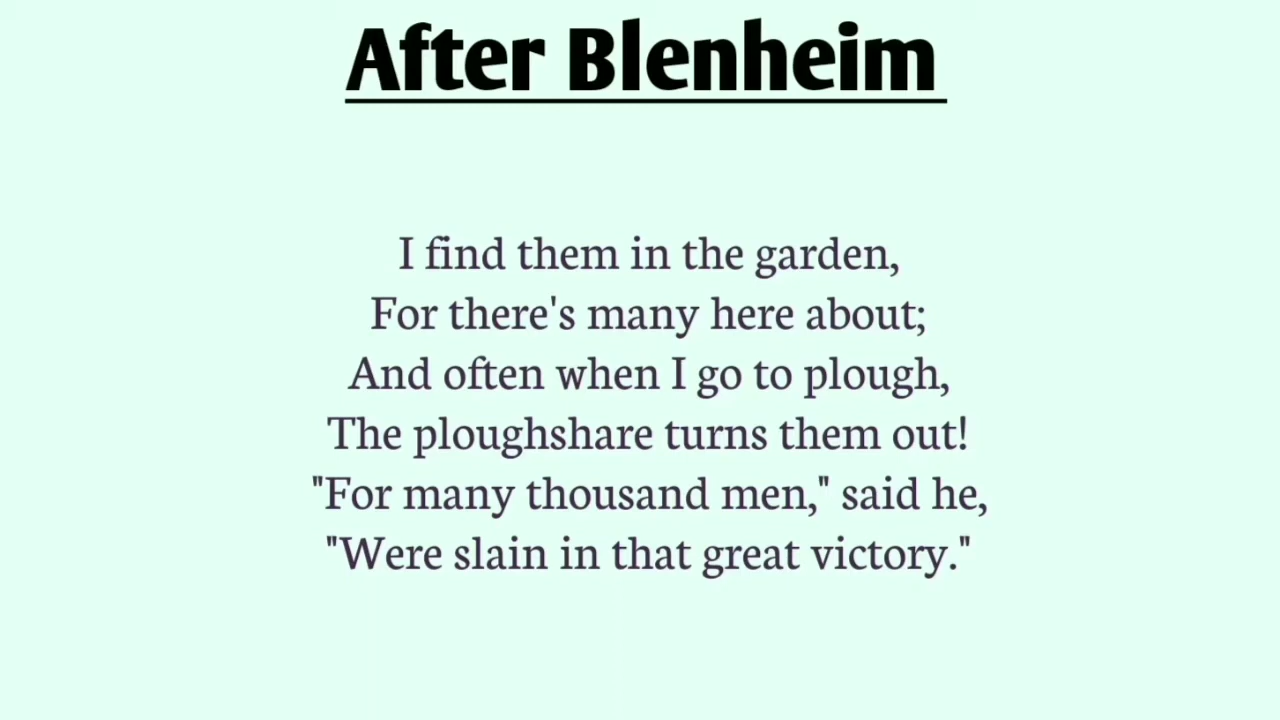 After Blenheim
I find them in the garden,
For there's many here about;
And often when I go to plough,
The ploughshare turns them out!
"For many thousand men," said he,
"Were slain in that great victory."